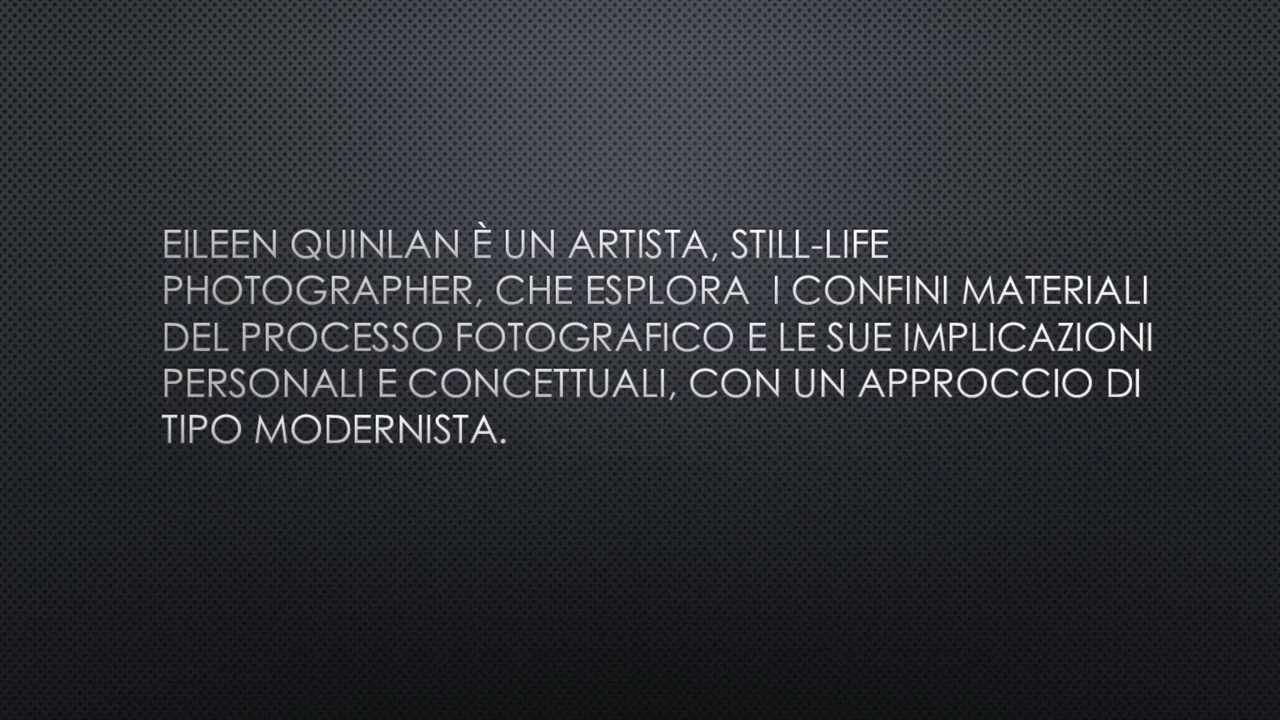 EILEEN QUINLAN È UN ARTISTA, STILL-LIFE
PHOTOGRAPHER, CHE ESPLORA  I CONFINI MATERIALI
DEL PROCESSO FOTOGRAFICO E LE SUE IMPLICAZIONI
PERSONALI E CONCETTUALI, CON UN APPROCCIO DI
TIPO MODERNISTA.